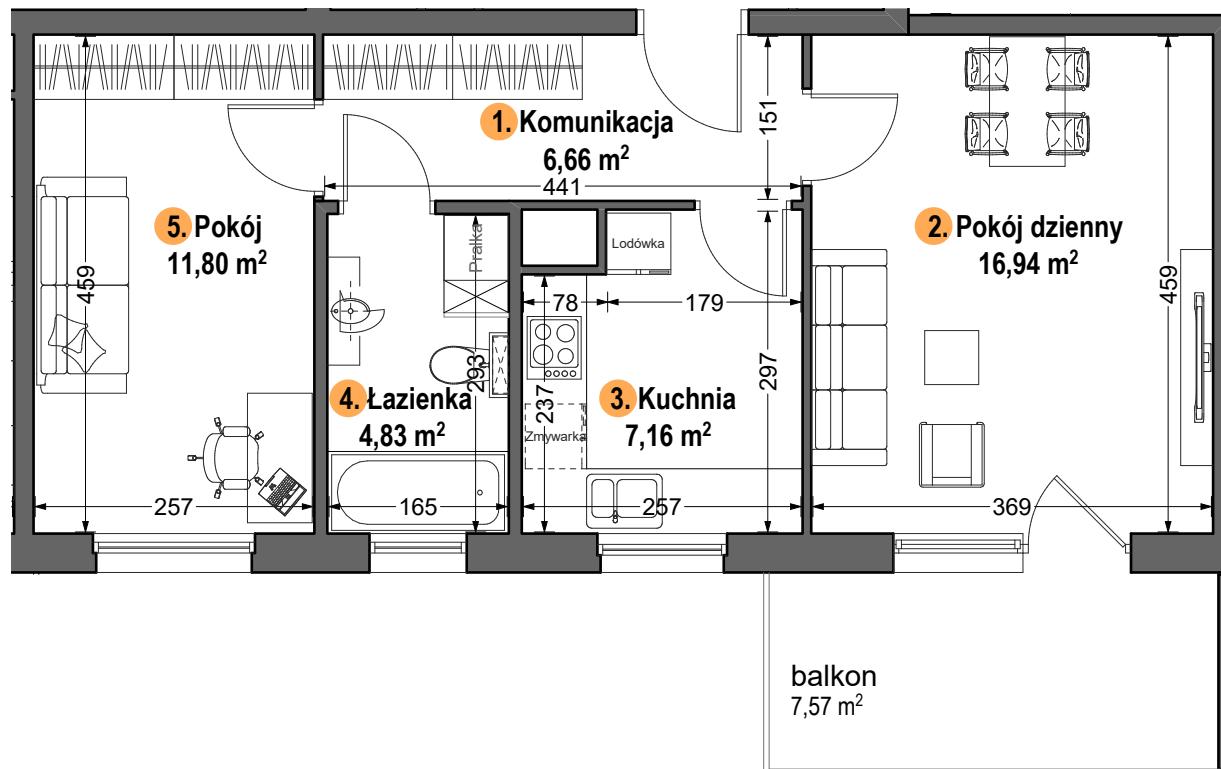 1. Komunikacja
6,66 m²
441
151
5. Pokój
11,80 m²
459
257
4. Łazienka
4,83 m²
293
165
Pralka
Lodówka
78
179
3. Kuchnia
7,16 m²
237
297
257
Zmywarka
2. Pokój dzienny
16,94 m²
459
369
balkon
7,57 m²